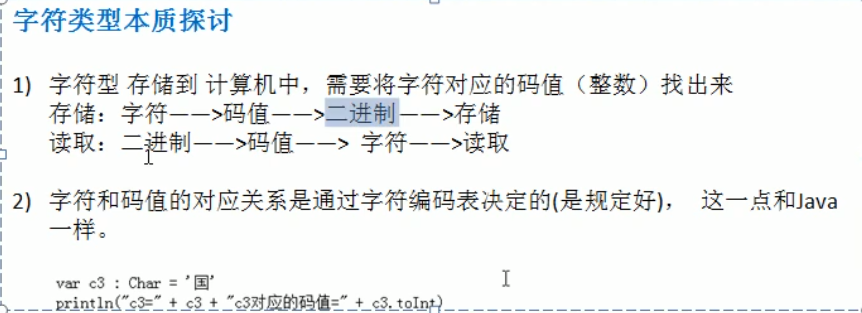 字符类型本质探讨
1) 字符型 存储到 计算机中，需要将字符对应的码值（整数）找出来
存储：字符——>码值——>二进制——>存储
读取：二进制——>码值——> 字符——>读取
2) 字符和码值的对应关系是通过字符编码表决定的(是规定好)， 这一点和Java
一样。
var c3 : Char = '国'
println("c3=" + c3 + "c3对应的码值=" + c3.toInt)